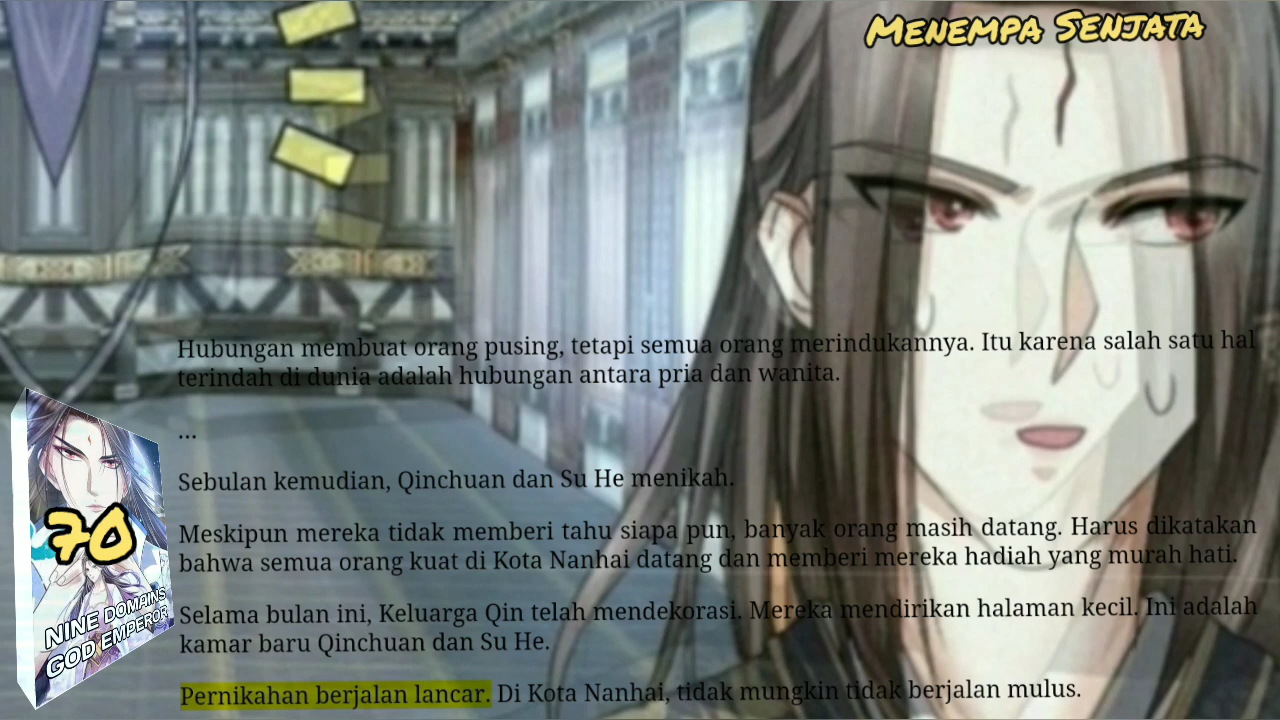 Menempa Senjata
Hubungan membuat orang pusing, tetapi semua orang merindukannya. Itu karena salah satu hal
terindah di dunia adalah hubungan antara pria dan wanita.
...
Sebulan kemudian, Qinchuan dan Su He menikah.
Meskipun mereka tidak memberi tahu siapa pun, banyak orang masih datang. Harus dikatakan
bahwa semua orang kuat di Kota Nanhai datang dan memberi mereka hadiah yang murah hati.
Selama bulan ini, Keluarga Qin telah mendekorasi. Mereka mendirikan halaman kecil. Ini adalah
kamar baru Qinchuan dan Su He.
Pernikahan berjalan lancar. Di Kota Nanhai, tidak mungkin tidak berjalan mulus.
70
NINE DOMAINS
GOD EMPEROR